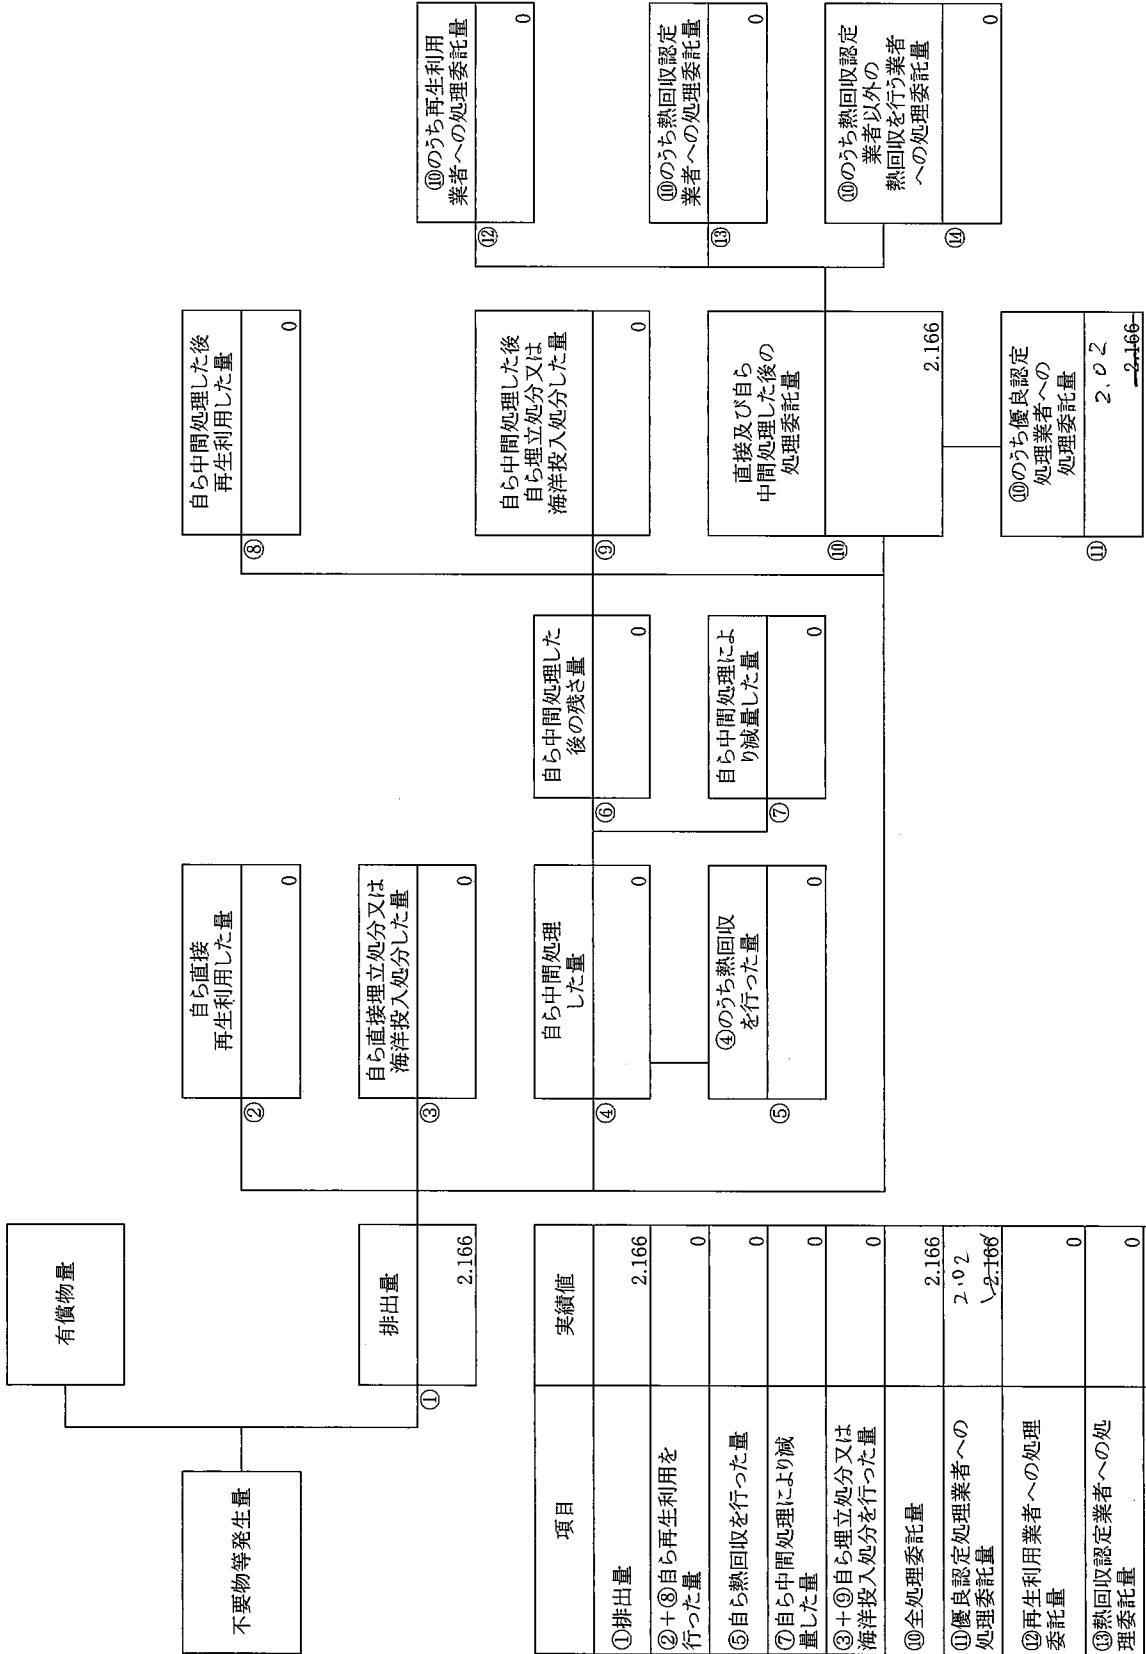 不要物等発生量
有償物量
①
排出量
2.166
②
自ら直接
再生利用した量
0
③
自ら直接埋立処分又は
海洋投入処分した量
0
④
自ら中間処理
した量
0
⑤
④のうち熱回収
を行った量
0
⑥
自ら中間処理した
後の残さ量
0
⑦
自ら中間処理によ
り減量した量
0
⑧
自ら中間処理した後
再生利用した量
0
⑨
自ら中間処理した後
自ら埋立処分又は
海洋投入処分した量
0
⑩
直接及び自ら
中間処理した後の
処理委託量
2.166
⑪
⑩のうち優良認定
処理業者への
処理委託量
2.02
2.166
⑫
⑩のうち再生利用
業者への処理委託量
0
⑬
⑩のうち熱回収認定
業者への処理委託量
0
⑭
⑩のうち熱回収認定
業者以外の
熱回収を行う業者
への処理委託量
0
項目 実績値
①排出量 2.166
②+⑧自ら再生利用を
行った量 0
⑤自ら熱回収を行った量 0
⑦自ら中間処理により減
量した量 0
③+⑨自ら埋立処分又は
海洋投入処分を行った量 0
⑩全処理委託量 2.166
⑪優良認定処理業者への
処理委託量
2.02
2.166
⑫再生利用業者への処理
委託量 0
⑬熱回収認定業者への処
理委託量 0